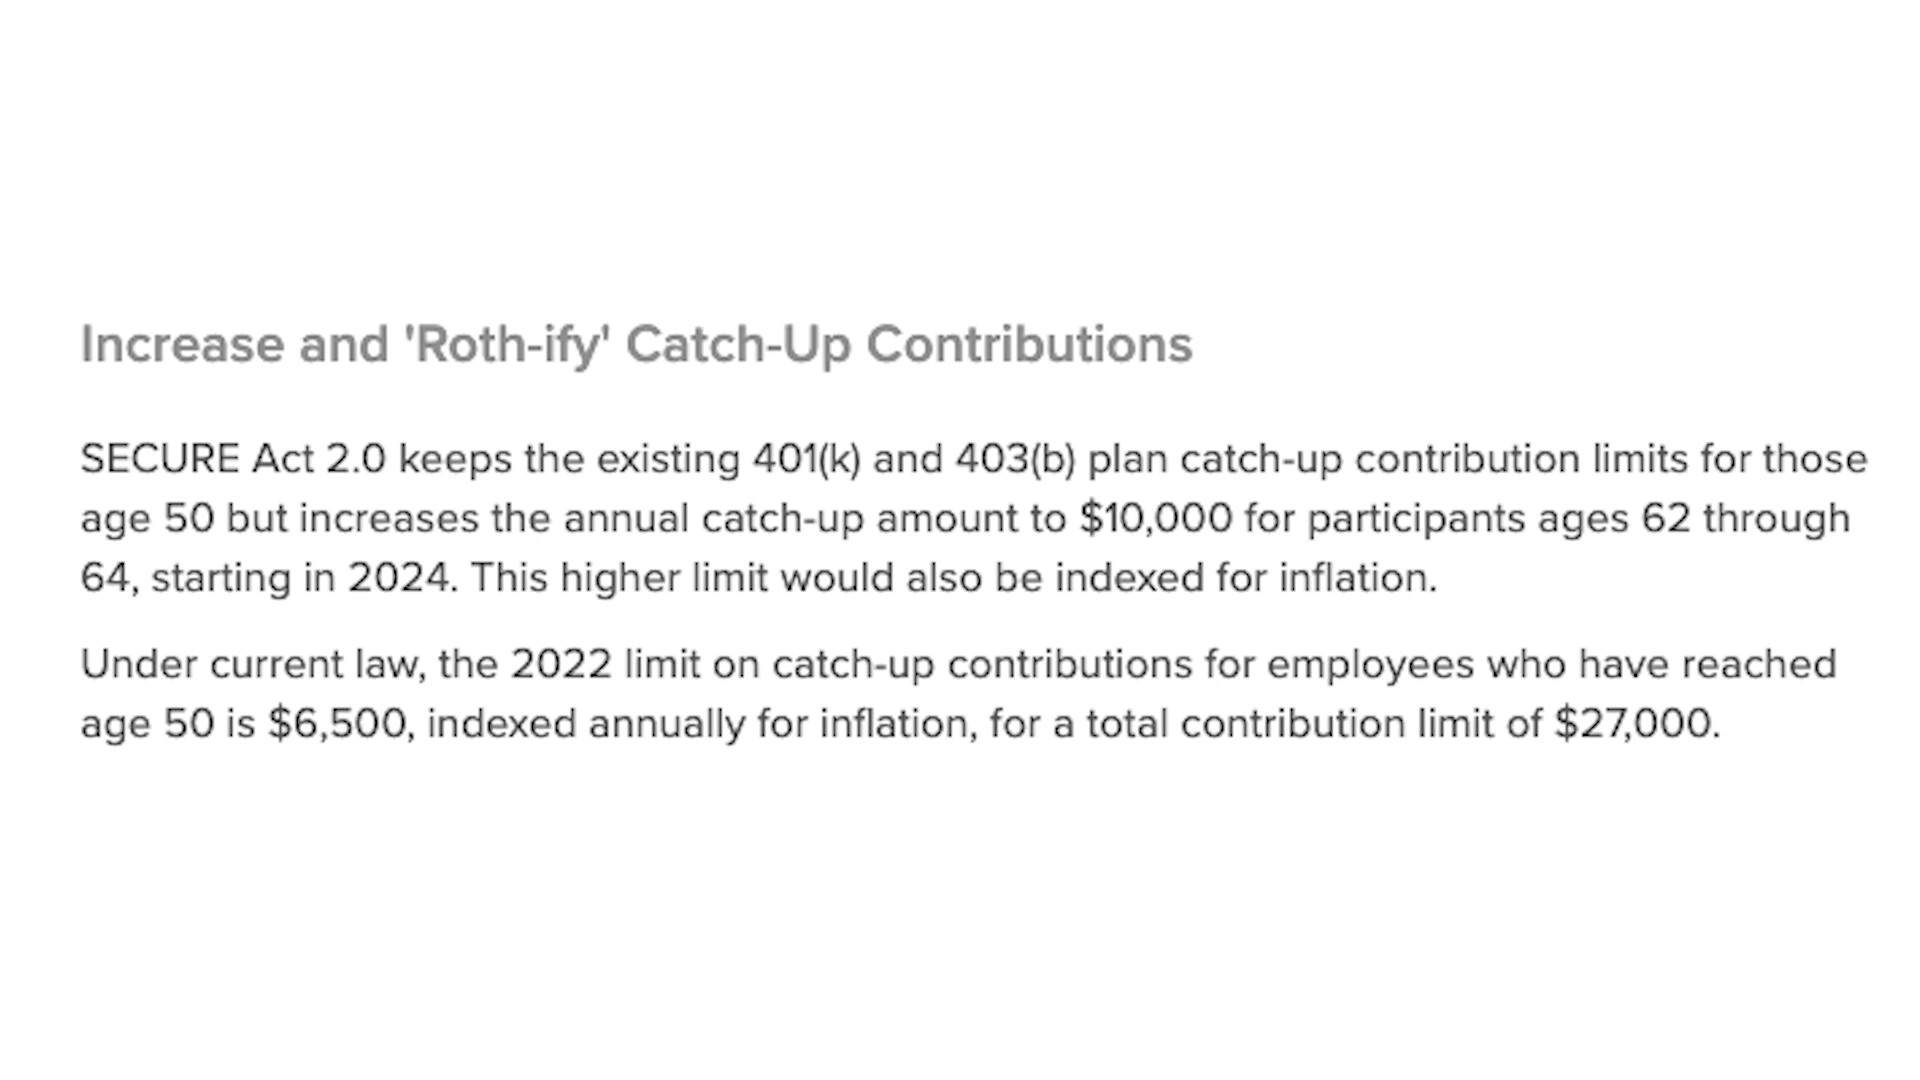 Increase and 'Roth-ify' Catch-Up Contributions
SECURE Act 2.0 keeps the existing 401(k) and 403(b) plan catch-up contribution limits for those
age 50 but increases the annual catch-up amount to $10,000 for participants ages 62 through
64, starting in 2024. This higher limit would also be indexed for inflation.
Under current law, the 2022 limit on catch-up contributions for employees who have reached
age 50 is $6,500, indexed annually for inflation, for a total contribution limit of $27,000.